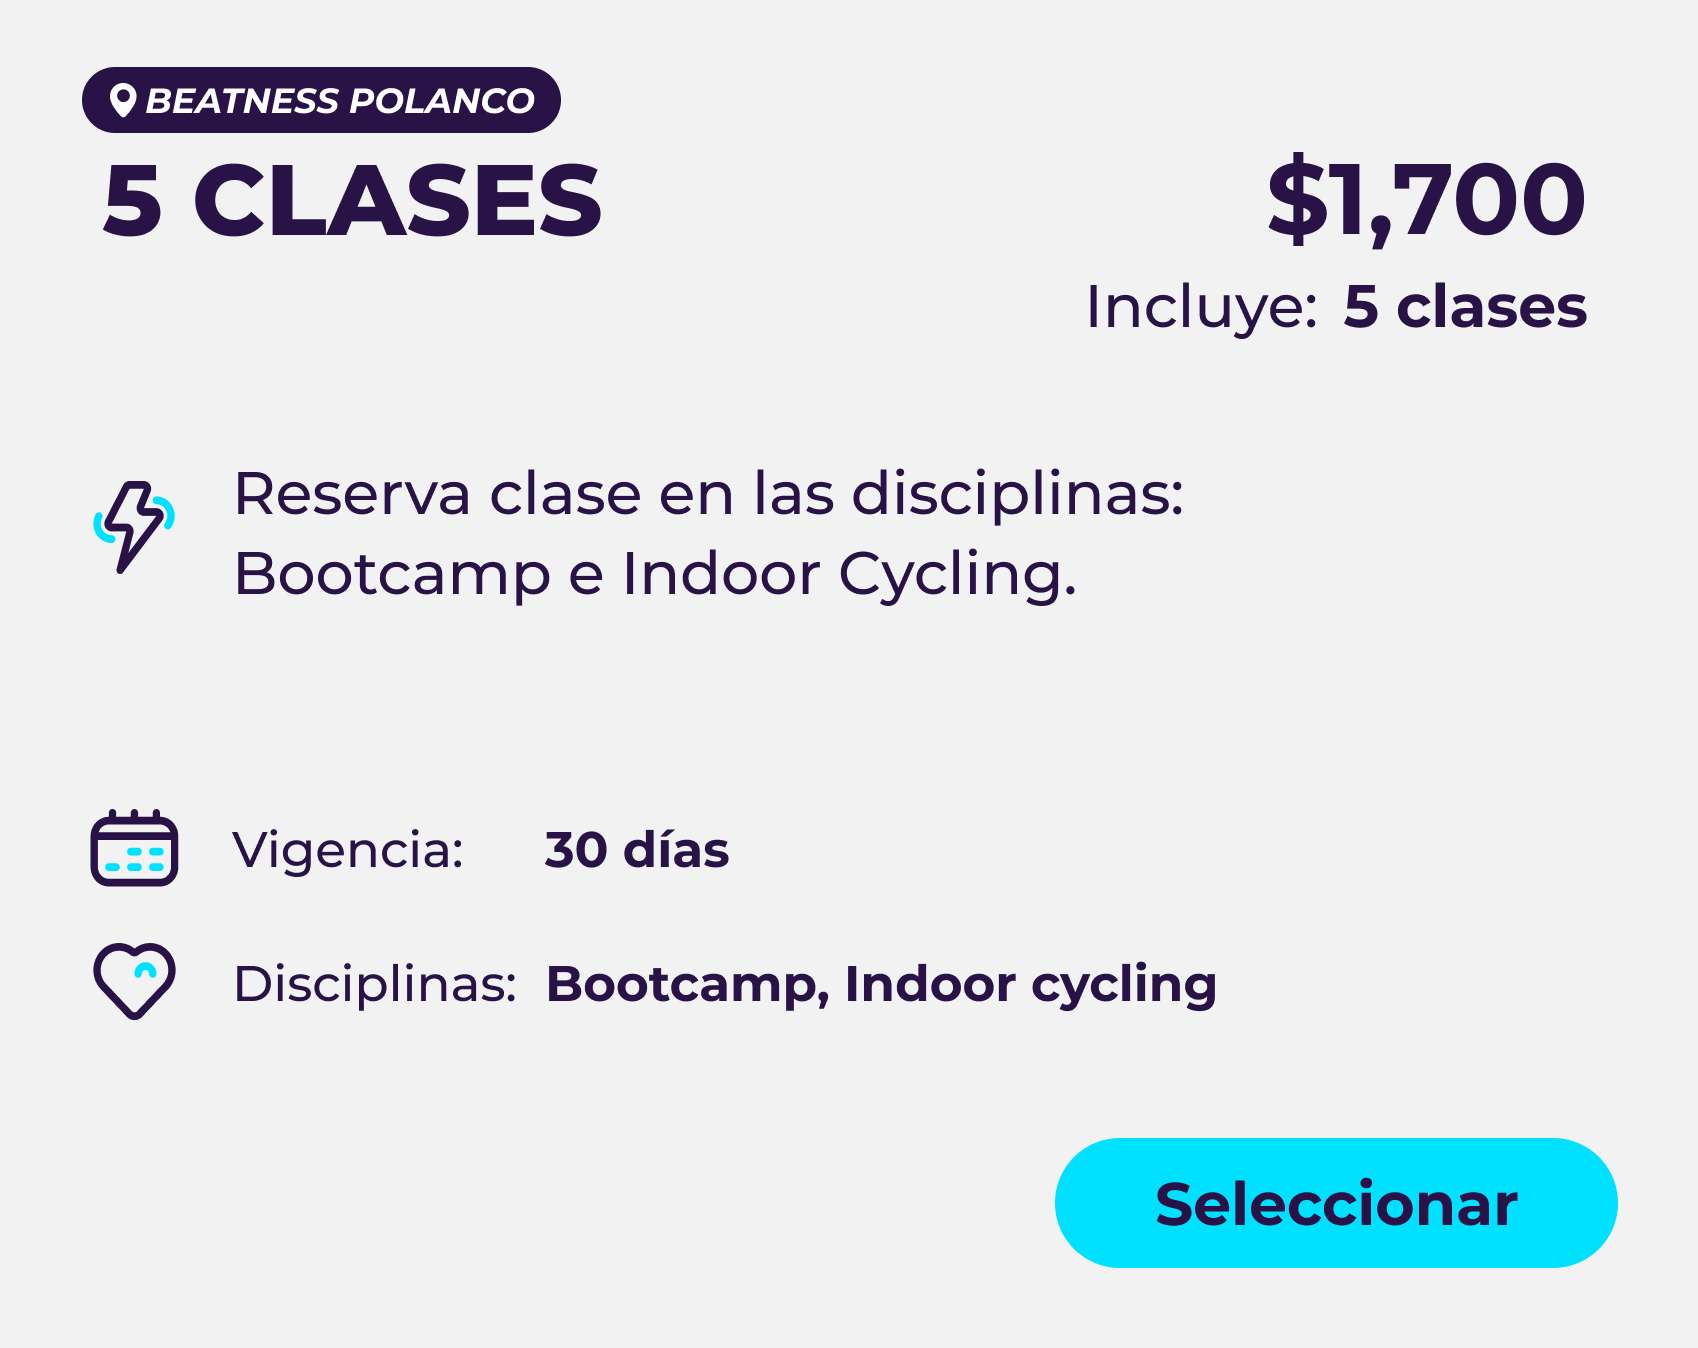 BEATNESS POLANCO
5 CLASES
$1,700
Incluye: 5 clases
Reserva clase en las disciplinas:
Bootcamp e Indoor Cycling.
Vigencia: 30 días
Disciplinas: Bootcamp, Indoor cycling
Seleccionar